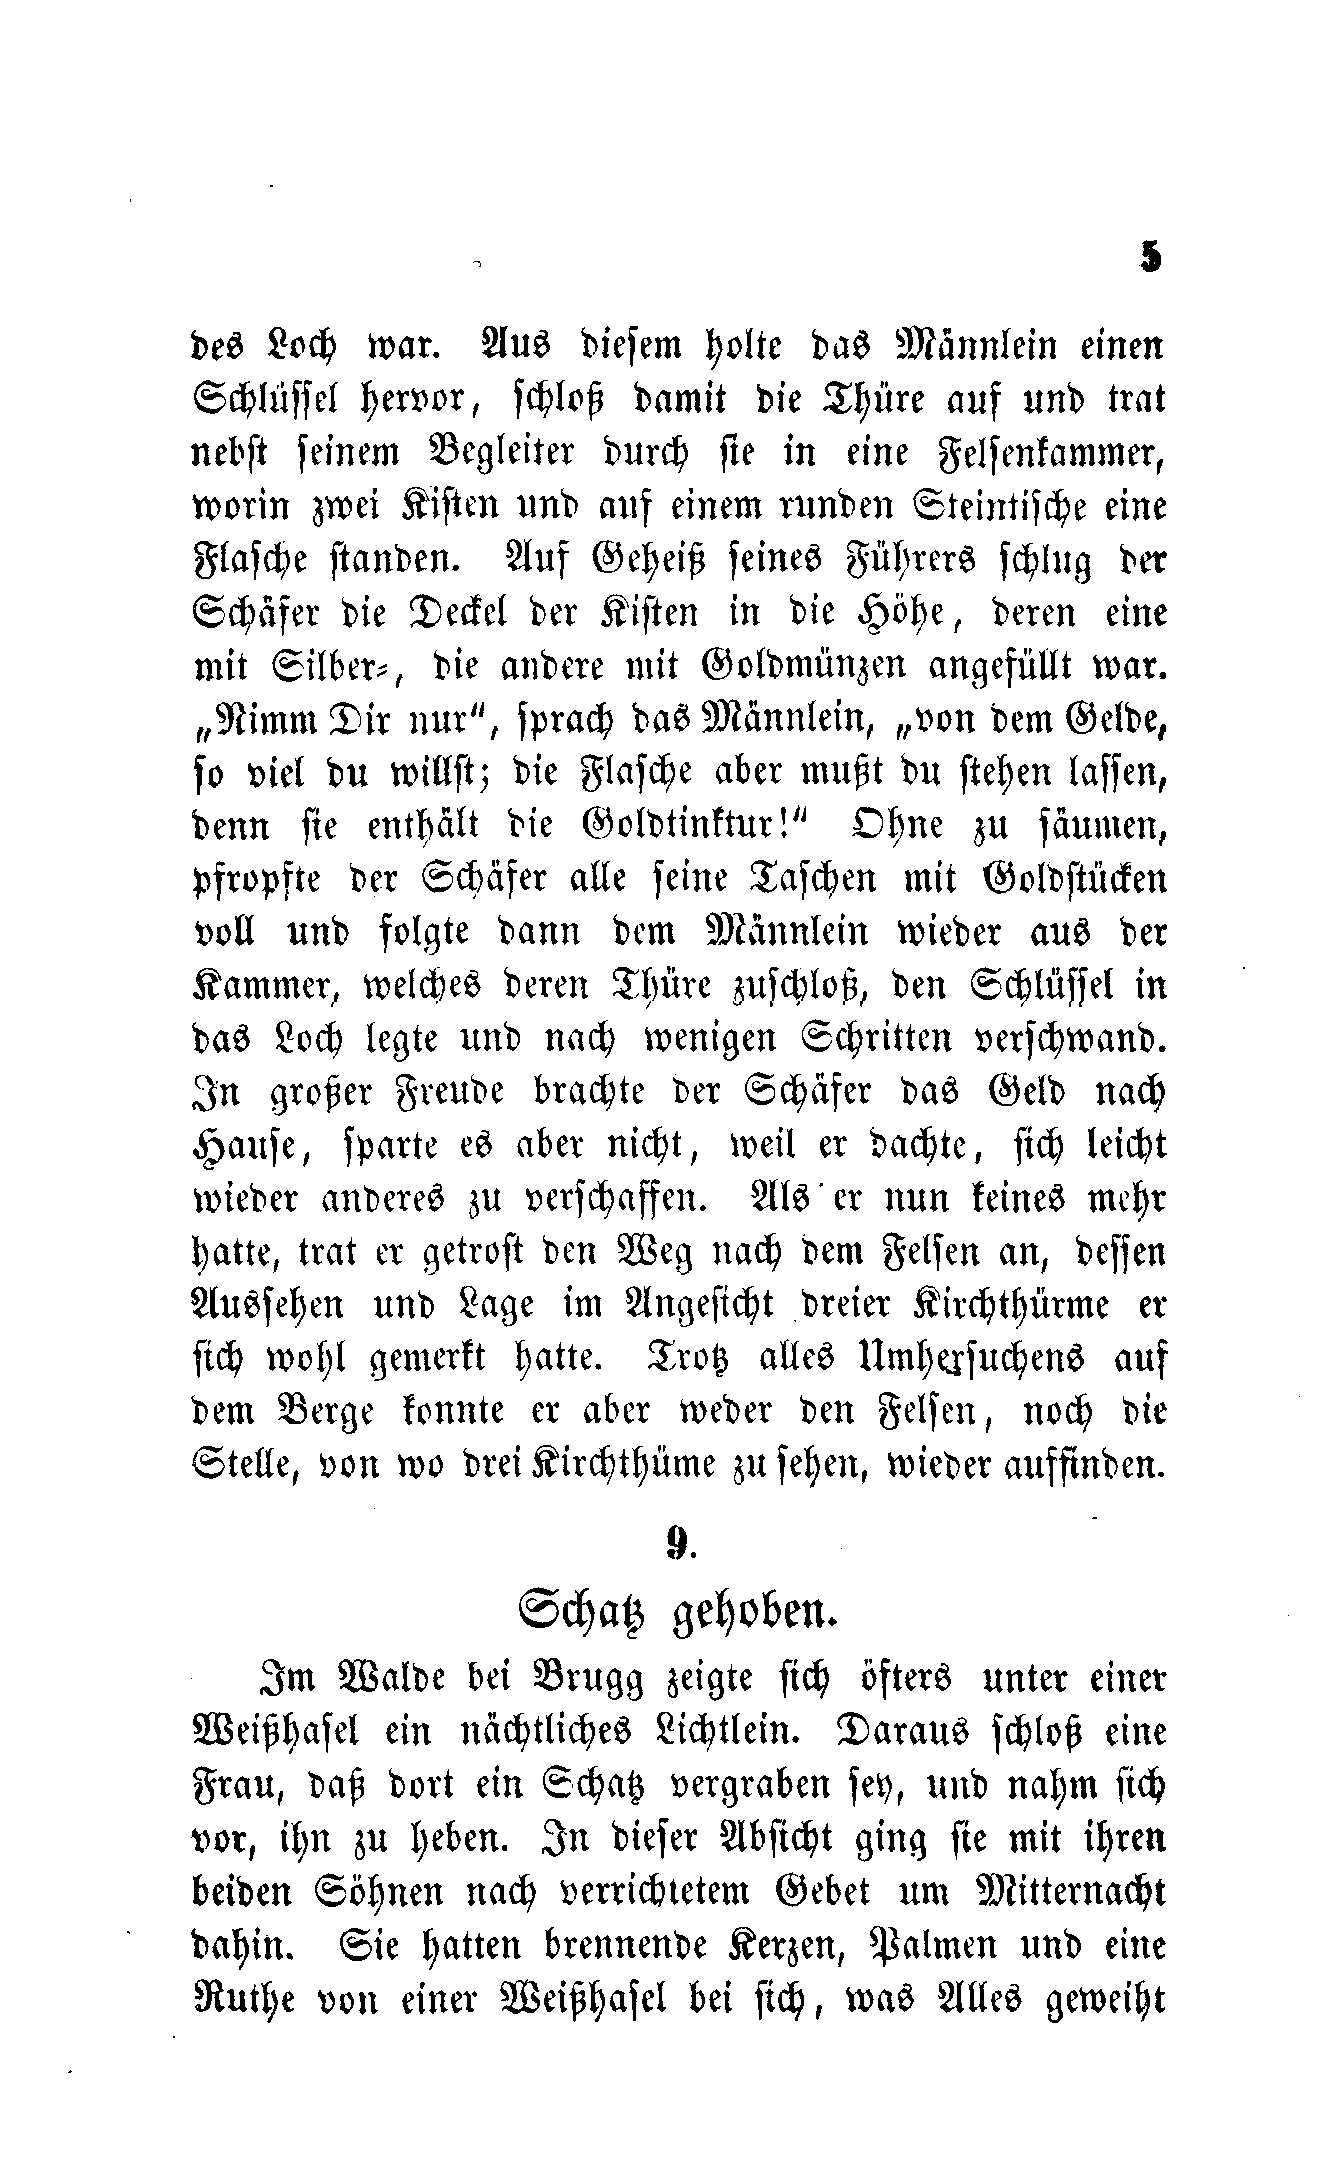 5
des Loch war. Aus diesem holte das Männlein einen
Schlüssel hervor, schloß damit die Thüre auf und trat
nebst seinem Begleiter durch sie in eine Felsenkammer,
worin zwei Kisten und auf einem runden Steintische eine
Flasche standen. Auf Geheiß seines Führers schlug der
Schäfer die Deckel der Kisten in die Höhe, deren eine
mit Silber-, die andere mit Goldmünzen angefüllt war.
„Nimm Dir nur“, sprach das Männlein, „von dem Gelde,
so viel du willst; die Flasche aber mußt du stehen lassen,
denn sie enthält die Goldtinktur!“ Ohne zu säumen,
pfropfte der Schäfer alle seine Taschen mit Goldstücken
voll und folgte dann dem Männlein wieder aus der
Kammer, welches deren Thüre zuschloß, den Schlüssel in
das Loch legte und nach wenigen Schritten verschwand.
In großer Freude brachte der Schäfer das Geld nach
Hause, sparte es aber nicht, weil er dachte, sich leicht
wieder anderes zu verschaffen. Als er nun keines mehr
hatte, trat er getrost den Weg nach dem Felsen an, dessen
Aussehen und Lage im Angesicht dreier Kirchthürme er
sich wohl gemerkt hatte. Trotz alles Umhersuchens auf
dem Berge konnte er aber weder den Felsen, noch die
Stelle, von wo drei Kirchthüme zu sehen, wieder auffinden.
9.
Schatz gehoben.
Im Walde bei Brugg zeigte sich öfters unter einer
Weißhasel ein nächtliches Lichtlein. Daraus schloß eine
Frau, daß dort ein Schatz vergraben sey, und nahm sich
vor, ihn zu heben. In dieser Absicht ging sie mit ihren
beiden Söhnen nach verrichtetem Gebet um Mitternacht
dahin. Sie hatten brennende Kerzen, Palmen und eine
Ruthe von einer Weißhasel bei sich, was Alles geweiht